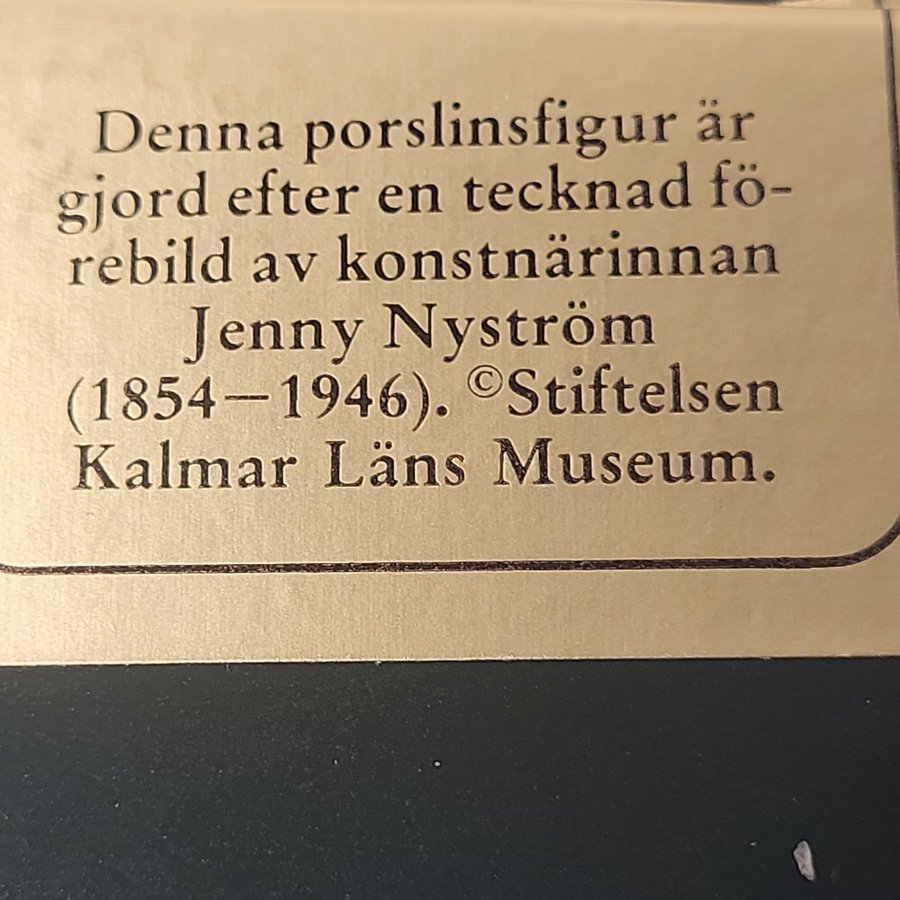 Denna porslinsfigur är
gjord efter en tecknad fö-
rebild av konstnärinnan
Jenny Nyström
(1854–1946). ©Stiftelsen
Kalmar Läns Museum.